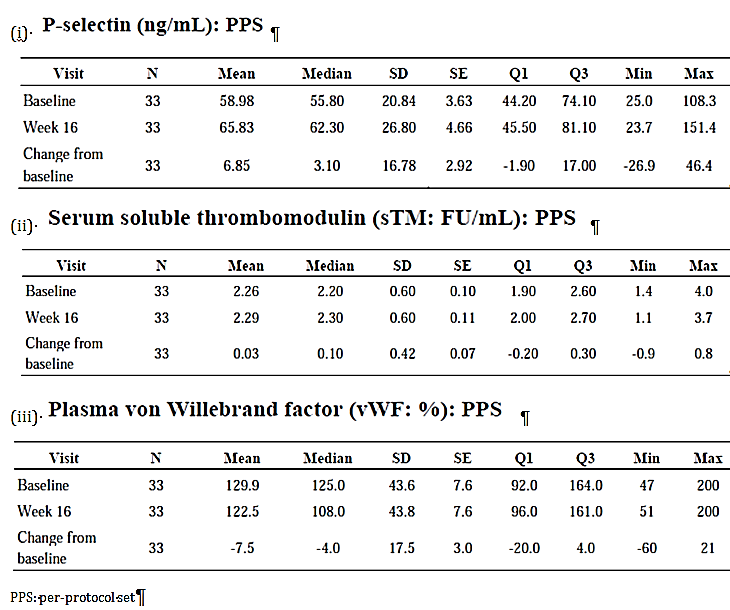 (i). P-selectin (ng/mL): PPS ¶
Visit N Mean Median SD SE Q1 Q3 Min Max
Baseline 33 58.98 55.80 20.84 3.63 44.20 74.10 25.0 108.3
Week 16 33 65.83 62.30 26.80 4.66 45.50 81.10 23.7 151.4
Change from
baseline 33 6.85 3.10 16.78 2.92 -1.90 17.00 -26.9 46.4
(ii). Serum soluble thrombomodulin (sTM: FU/mL): PPS ¶
Visit N Mean Median SD SE Q1 Q3 Min Max
Baseline 33 2.26 2.20 0.60 0.10 1.90 2.60 1.4 4.0
Week 16 33 2.29 2.30 0.60 0.11 2.00 2.70 1.1 3.7
Change from
baseline 33 0.03 0.10 0.42 0.07 -0.20 0.30 -0.9 0.8
(iii). Plasma von Willebrand factor (vWF: %): PPS ¶
Visit N Mean Median SD SE Q1 Q3 Min Max
Baseline 33 129.9 125.0 43.6 7.6 92.0 164.0 47 200
Week 16 33 122.5 108.0 43.8 7.6 96.0 161.0 51 200
Change from
baseline 33 -7.5 -4.0 17.5 3.0 -20.0 4.0 -60 21
PPS:·per-protocol·set¶